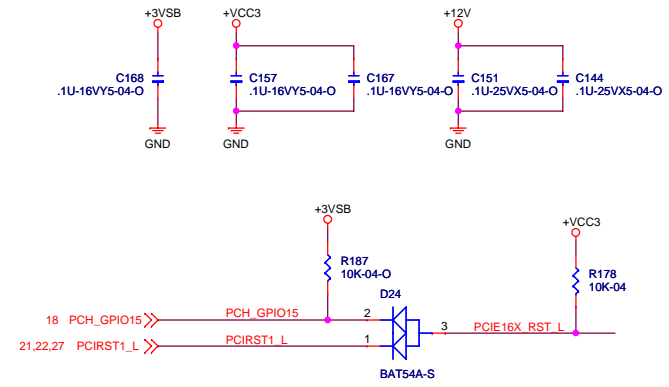 +3VSB +VCC3 +12V
C168 C157 C167 C151 C144
.1U-16VY5-04-O .1U-16VY5-04-O .1U-16VY5-04-O .1U-25VX5-04-O .1U-25VX5-04-O
GND GND GND
+3VSB
+VCC3
R187
10K-04-O
R178
10K-04
D24
18 PCH_GPIO15 PCH_GPIO15 2
3 PCIE16X_RST_L
21,22,27 PCIRST1_L PCIRST1_L 1
BAT54A-S